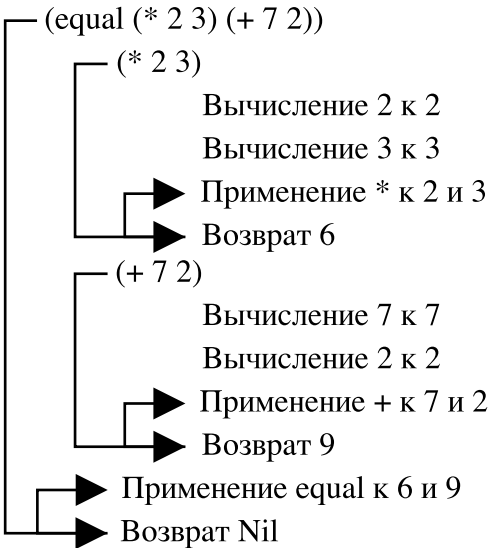 (equal (* 2 3) (+ 7 2))
(* 2 3)
Вычисление 2 к 2
Вычисление 3 к 3
Применение * к 2 и 3
Возврат 6
(+ 7 2)
Вычисление 7 к 7
Вычисление 2 к 2
Применение + к 7 и 2
Возврат 9
Применение equal к 6 и 9
Возврат Nil